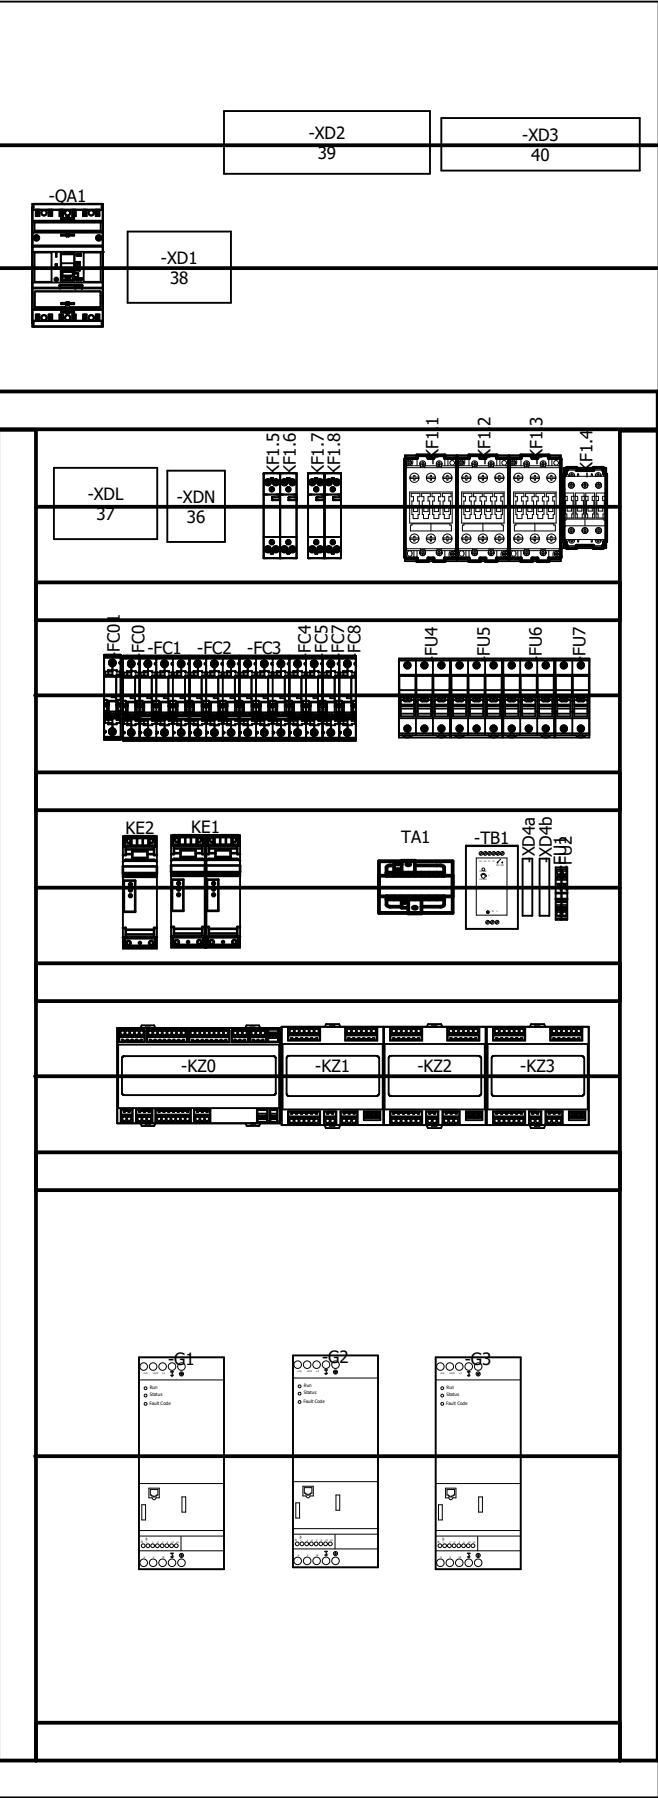 -XD2
39
-XD3
40
-QA1
-XD1
38
KF1.5
KF1.6
KF1.7
KF1.8
KF1.1
KF1.2
KF1.3
KF1.4
-XDL
37
-XDN
36
-FC01
-FC0
-FC1
-FC2
-FC3
-FC4
-FC5
-FC7
-FC8
FU4
FU5
FU6
FU7
KE2
KE1
TA1
-TB1
-XD4a
-XD4b
FU1
FU2
-KZ0
-KZ1
-KZ2
-KZ3
-G1
-G2
-G3
Run
Status
Fault Code
Run
Status
Fault Code
Run
Status
Fault Code